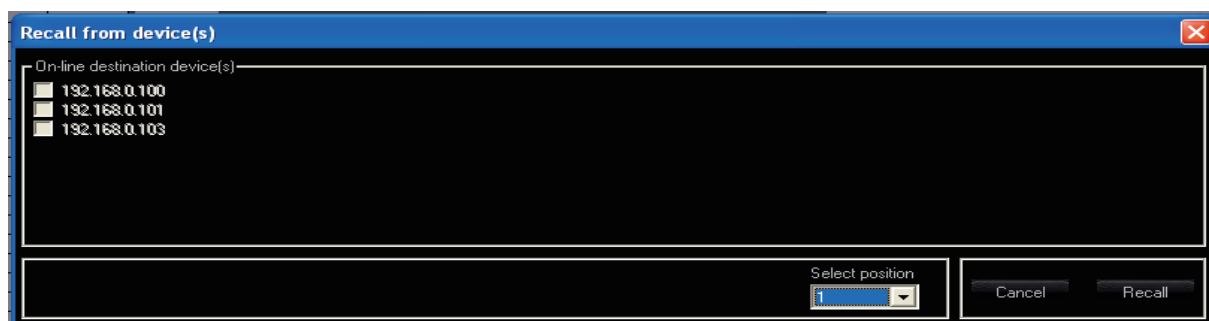 Recall from device(s)
On-line destination device(s)
192.168.0.100
192.168.0.101
192.168.0.103
Select position
1
Cancel
Recall